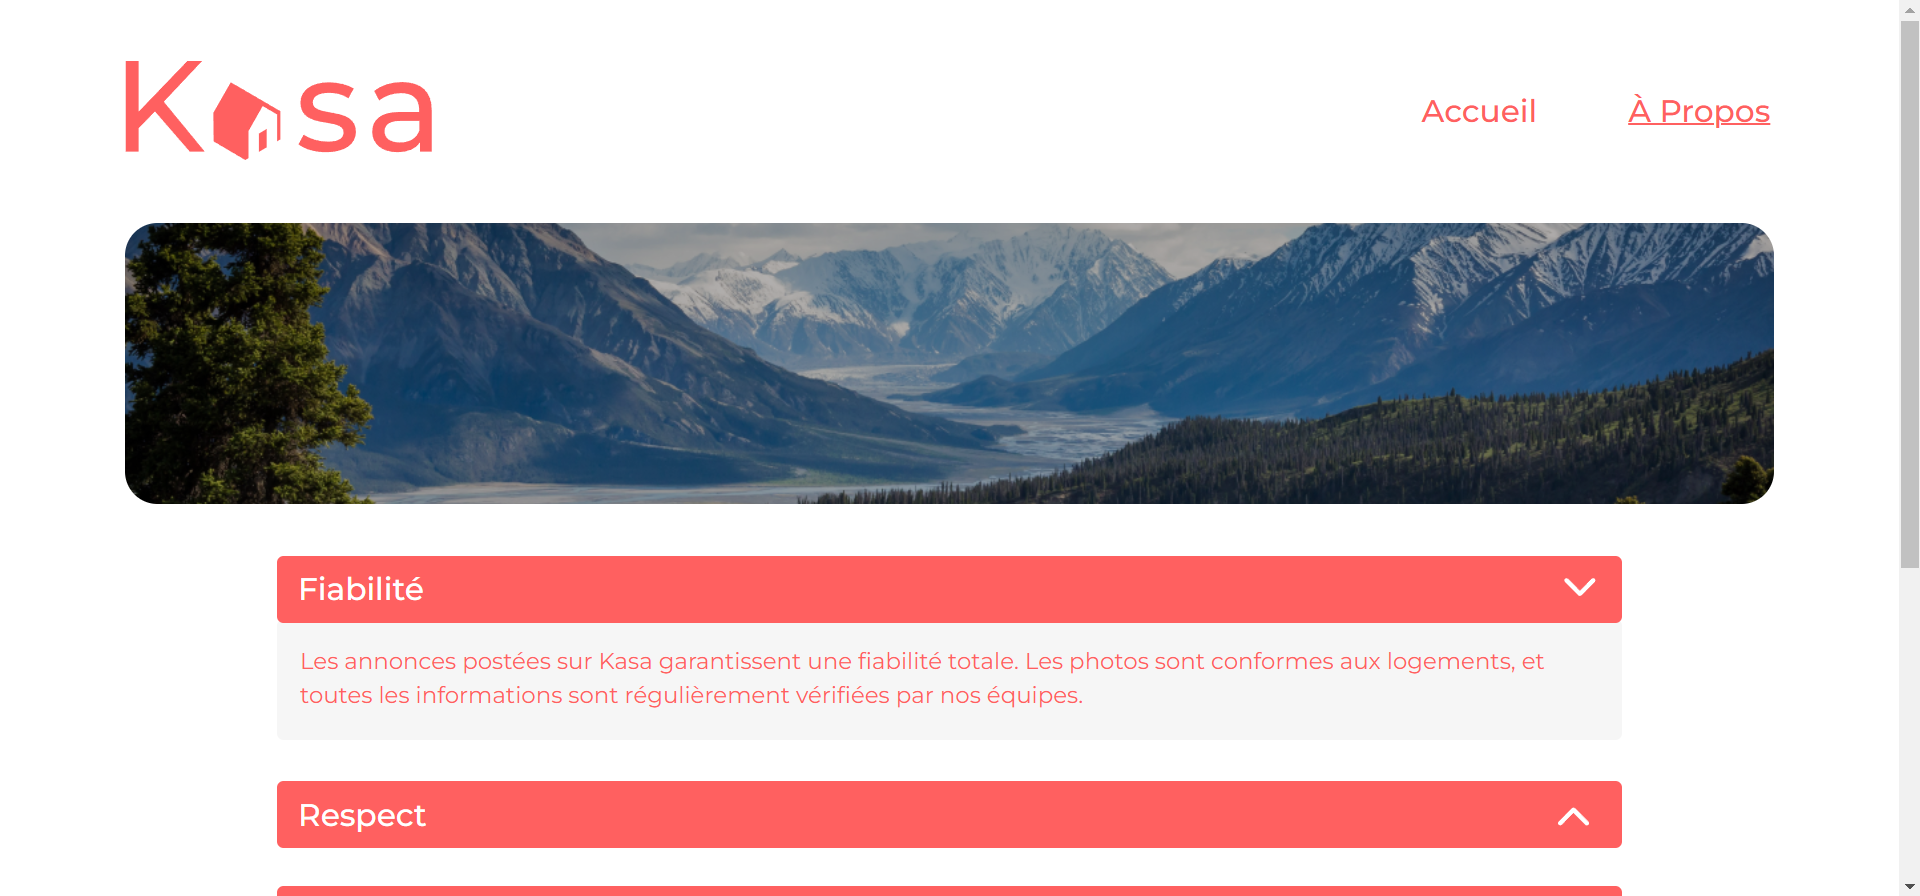 Kasa
Accueil
À Propos
Fiabilité
Les annonces postées sur Kasa garantissent une fiabilité totale. Les photos sont conformes aux logements, et
toutes les informations sont régulièrement vérifiées par nos équipes.
Respect